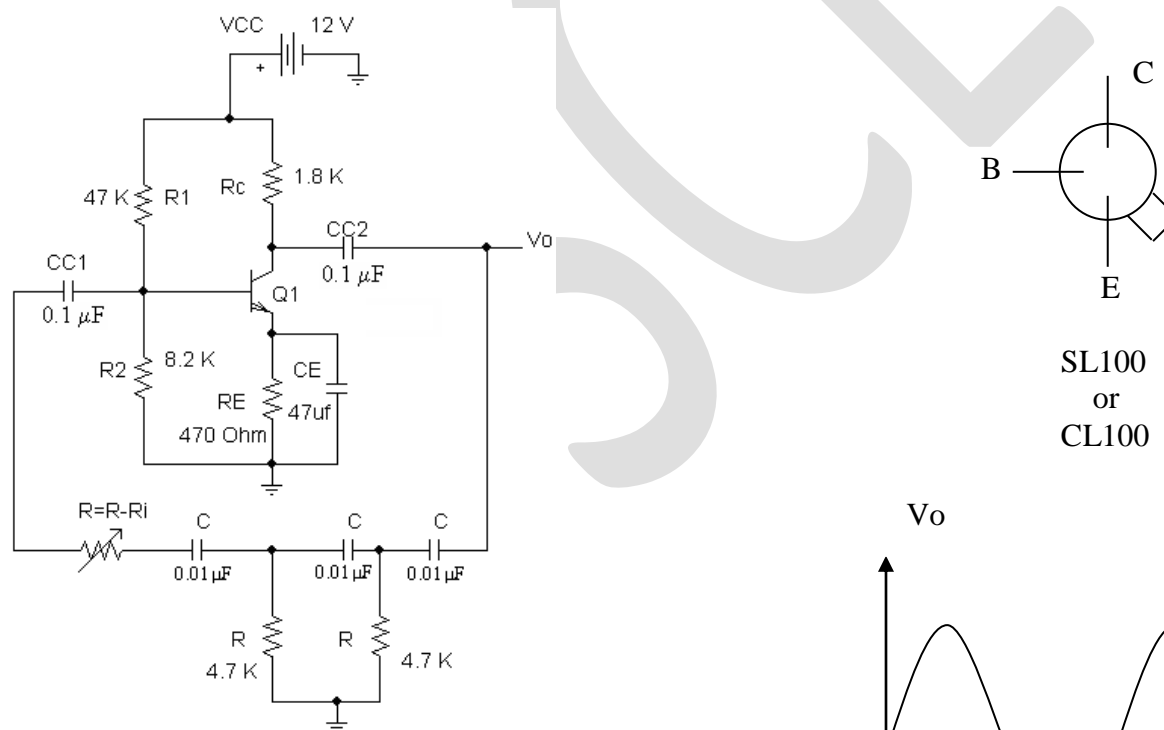 VCC 12 V
+
C
B
E
47 K R1
Rc 1.8 K
CC2
0.1 µF
Vo
CC1
0.1 µF
Q1
R2 8.2 K
CE
47uf
RE
470 Ohm
SL100
or
CL100
R=R-Ri
C C C
0.01µF 0.01µF 0.01µF
R R
4.7 K 4.7 K
Vo